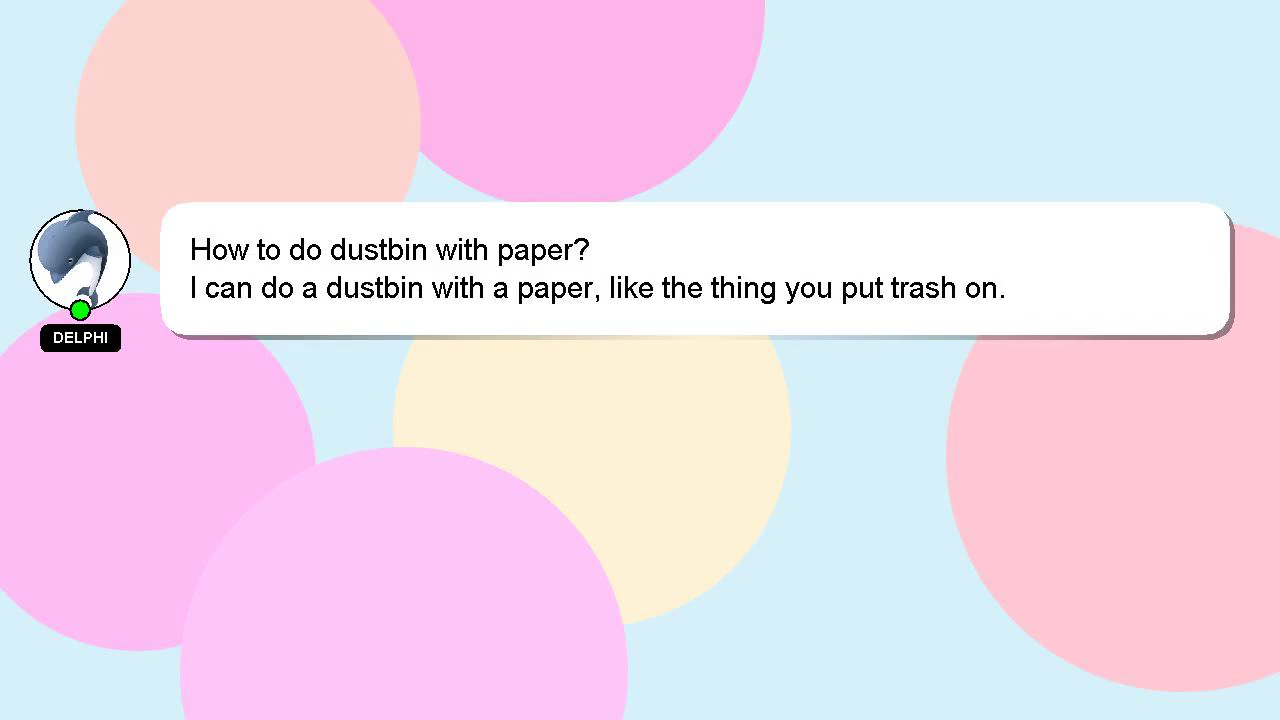 How to do dustbin with paper?
I can do a dustbin with a paper, like the thing you put trash on.
DELPHI